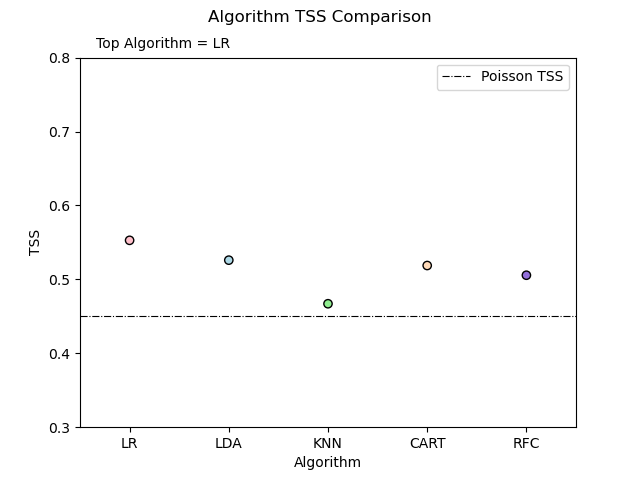 Algorithm TSS Comparison
Top Algorithm = LR
Poisson TSS
TSS
0.8
0.7
0.6
0.5
0.4
0.3
LR LDA KNN CART RFC
Algorithm